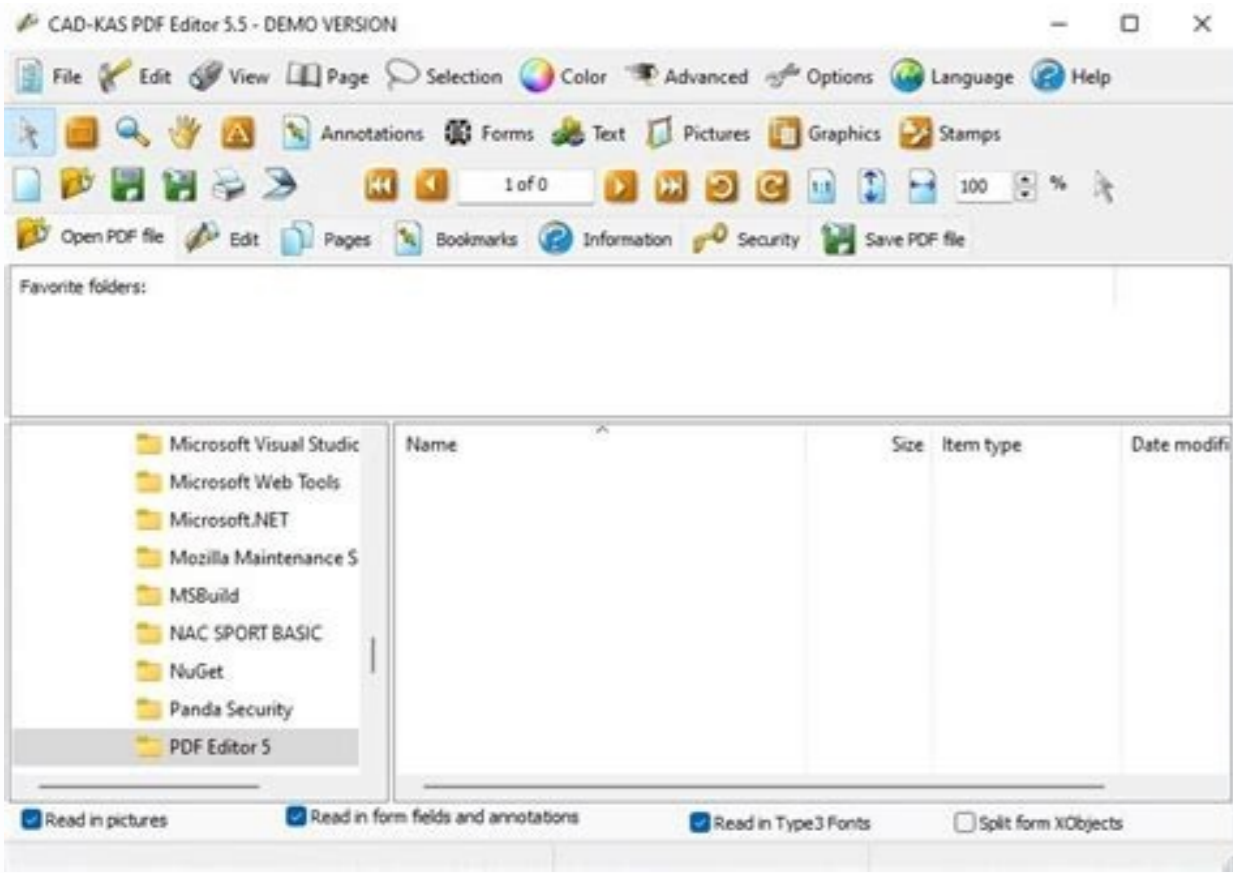 CAD-KAS PDF Editor 5.5 - DEMO VERSION
File Edit View Page Selection Color Advanced Options Language Help
Annotations Forms Text Pictures Graphics Stamps
1 of 0 1:1 100 %
Open PDF file Edit Pages Bookmarks Information Security Save PDF file
Favorite folders:
Name Size Item type Date modifi
Microsoft Visual Studic
Microsoft Web Tools
Microsoft.NET
Mozilla Maintenance S
MSBuild
NAC SPORT BASIC
NuGet
Panda Security
PDF Editor 5
Read in pictures Read in form fields and annotations Read in Type3 Fonts Split form XObjects